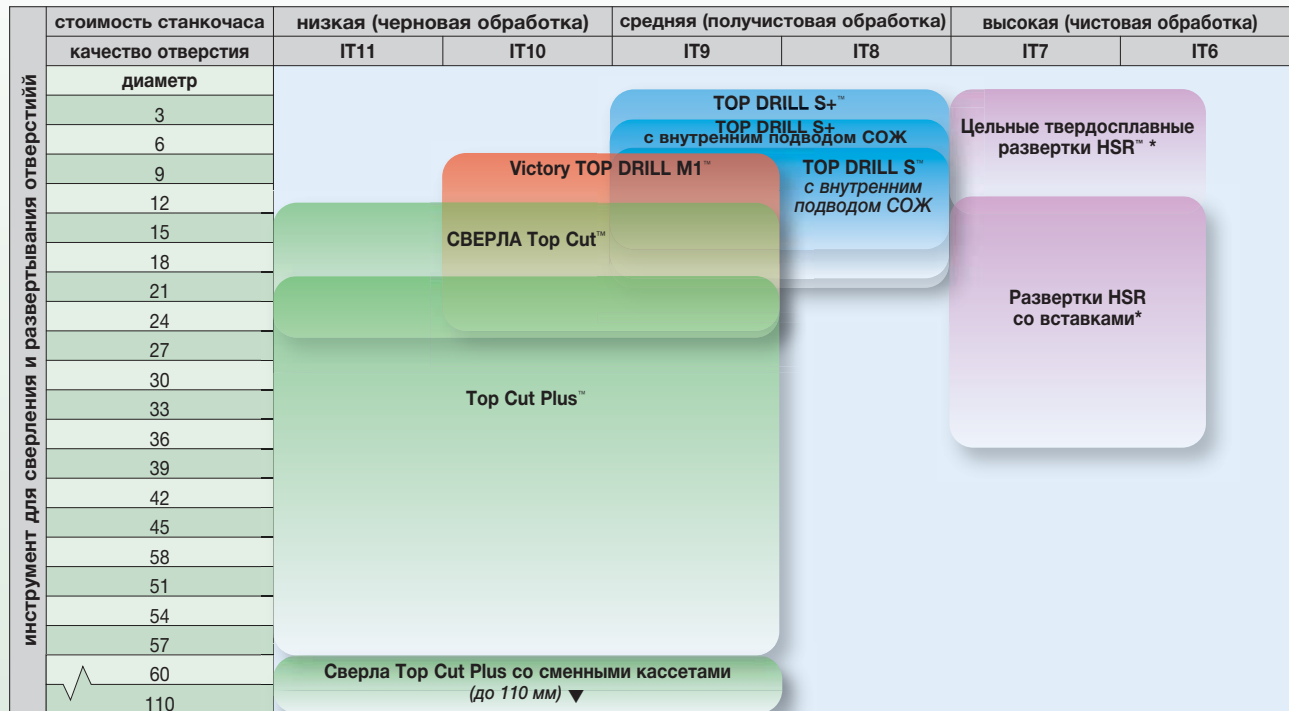 стоимость станкочаса
низкая (черновая обработка)
средняя (получистовая обработка)
высокая (чистовая обработка)
качество отверстия
IT11
IT10
IT9
IT8
IT7
IT6
инструмент для сверления и развертывания отверстийй
диаметр
3
6
9
12
15
18
21
24
27
30
33
36
39
42
45
58
51
54
57
60
110
TOP DRILL S+™
TOP DRILL S+
с внутренним подводом СОЖ
TOP DRILL S™
с внутренним
подводом СОЖ
Victory TOP DRILL M1™
СВЕРЛА Top Cut™
Top Cut Plus™
Сверла Top Cut Plus со сменными кассетами
(до 110 мм) ▼
Цельные твердосплавные
развертки HSR™ *
Развертки HSR
со вставками*